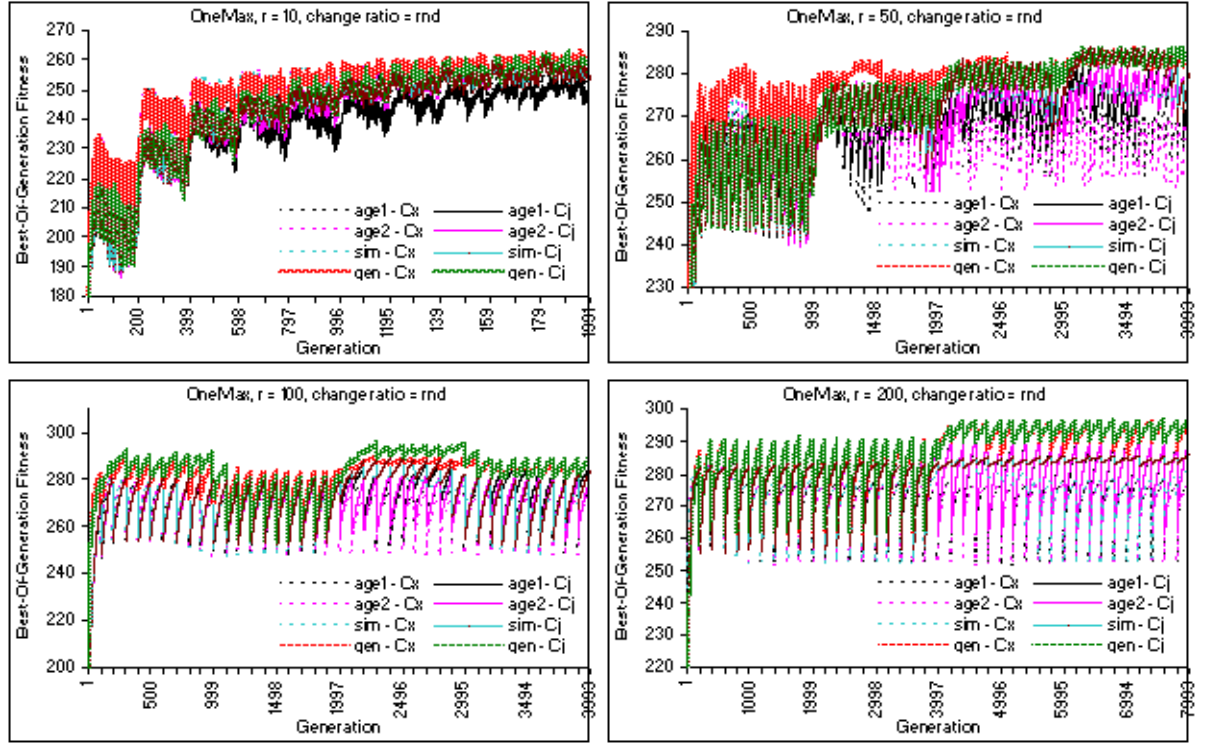 OneMax, r = 10, change ratio = rnd
Best-Of-Generation Fitness
270
260
250
240
230
220
210
200
190
180
age1 - Cx
age1- Cj
age2 - Cx
age2 - Cj
sim - Cx
sim- Cj
gen - Cx
gen - Cj
1
200
399
598
797
996
1195
139
159
179
1991
Generation
OneMax, r = 50, change ratio = rnd
Best-Of-Generation Fitness
290
280
270
260
250
240
230
age1 - Cx
age1- Cj
age2 - Cx
age2 - Cj
sim - Cx
sim- Cj
gen - Cx
gen - Cj
1
500
999
1498
1997
2496
2995
3494
3993
Generation
OneMax, r = 100, change ratio = rnd
Best-Of-Generation Fitness
300
280
260
240
220
200
age1 - Cx
age1- Cj
age2 - Cx
age2 - Cj
sim - Cx
sim- Cj
gen - Cx
gen - Cj
1
500
999
1498
1997
2496
2995
3494
3993
Generation
OneMax, r = 200, change ratio = rnd
Best-Of-Generation Fitness
300
290
280
270
260
250
240
230
220
age1 - Cx
age1- Cj
age2 - Cx
age2 - Cj
sim - Cx
sim- Cj
gen - Cx
gen - Cj
1
1000
1999
2998
3997
4996
5995
6994
7993
Generation